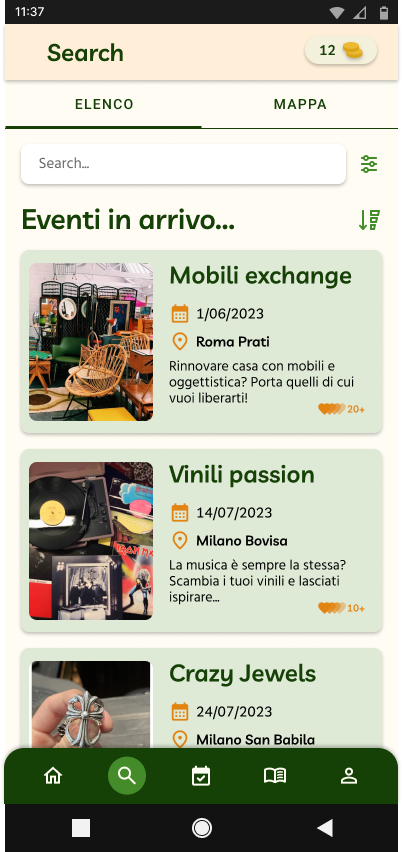 11:37
Search
12
ELENCO
MAPPA
Search...
Eventi in arrivo...
Mobili exchange
1/06/2023
Roma Prati
Rinnovare casa con mobili e
oggettistica? Porta quelli di cui
vuoi liberarti!
20+
Vinili passion
14/07/2023
Milano Bovisa
La musica è sempre la stessa?
Scambia i tuoi vinili e lasciati
ispirare...
10+
Crazy Jewels
24/07/2023
Milano San Babila